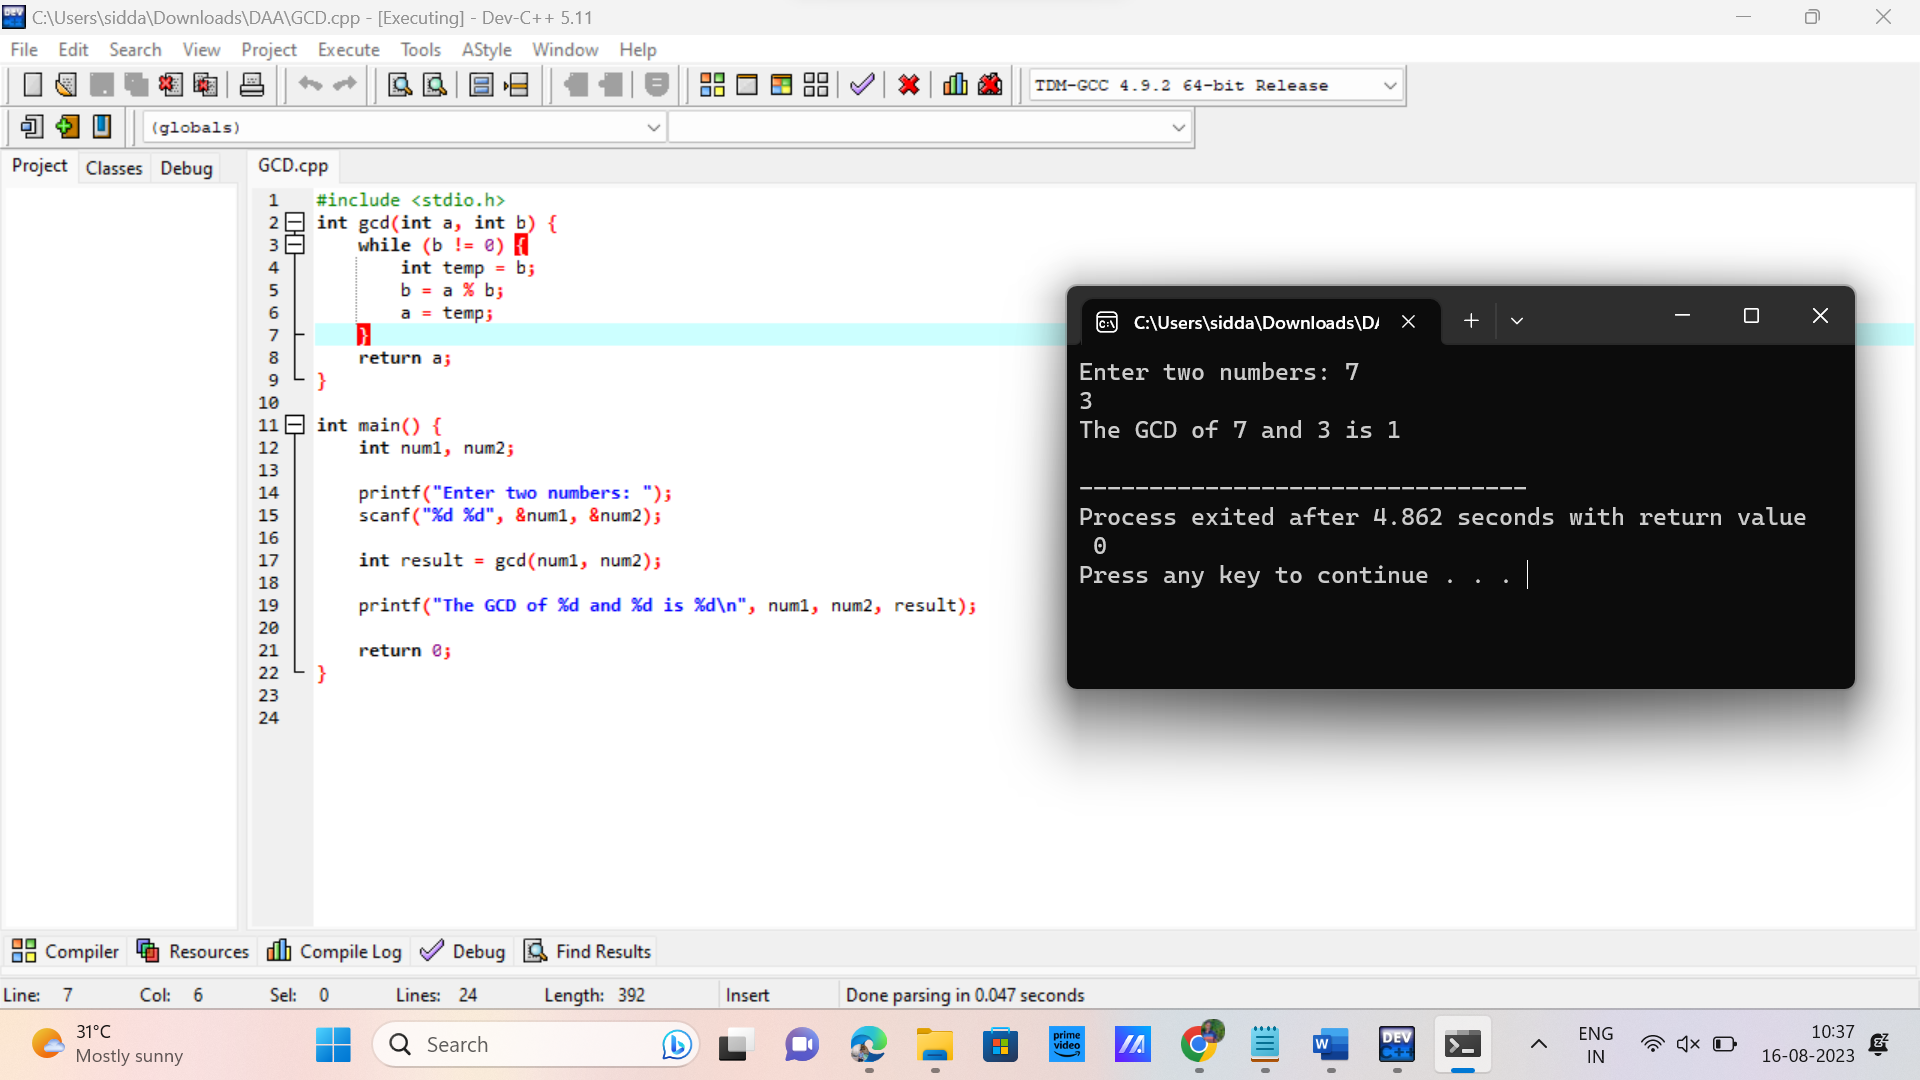 C:\Users\sidda\Downloads\DAA\GCD.cpp - [Executing] - Dev-C++ 5.11
File Edit Search View Project Execute Tools AStyle Window Help
TDM-GCC 4.9.2 64-bit Release
(globals)
Project Classes Debug
GCD.cpp
1 #include <stdio.h>
2 int gcd(int a, int b) {
3     while (b != 0) {
4         int temp = b;
5         b = a % b;
6         a = temp;
7     }
8     return a;
9 }
10
11 int main() {
12     int num1, num2;
13
14     printf("Enter two numbers: ");
15     scanf("%d %d", &num1, &num2);
16
17     int result = gcd(num1, num2);
18
19     printf("The GCD of %d and %d is %d\n", num1, num2, result);
20
21     return 0;
22 }
23
24
C:\Users\sidda\Downloads\DA
Enter two numbers: 7
3
The GCD of 7 and 3 is 1
--------------------------------
Process exited after 4.862 seconds with return value
0
Press any key to continue . . .
Compiler Resources Compile Log Debug Find Results
Line: 7 Col: 6 Sel: 0 Lines: 24 Length: 392 Insert Done parsing in 0.047 seconds
31°C
Mostly sunny
Search
prime
video
W
DEV
C++
ENG
IN
10:37
16-08-2023